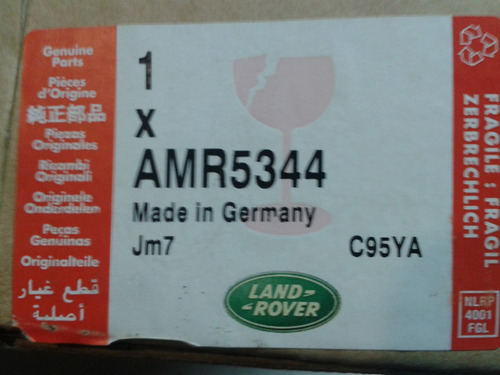 Genuine
Parts
Pièces
d'Origine
純正部品
Piezas
Originales
Ricambi
Originali
Originele
Onderdelen
Peças
Genuínas
Originalteile
قطع غيار
أصلية
1
X
AMR5344
Made in Germany
Jm7 C95YA
LAND-
ROVER
FRAGILE : FRAGIL
ZERBRECHLICH
NLRP
4001
FGL